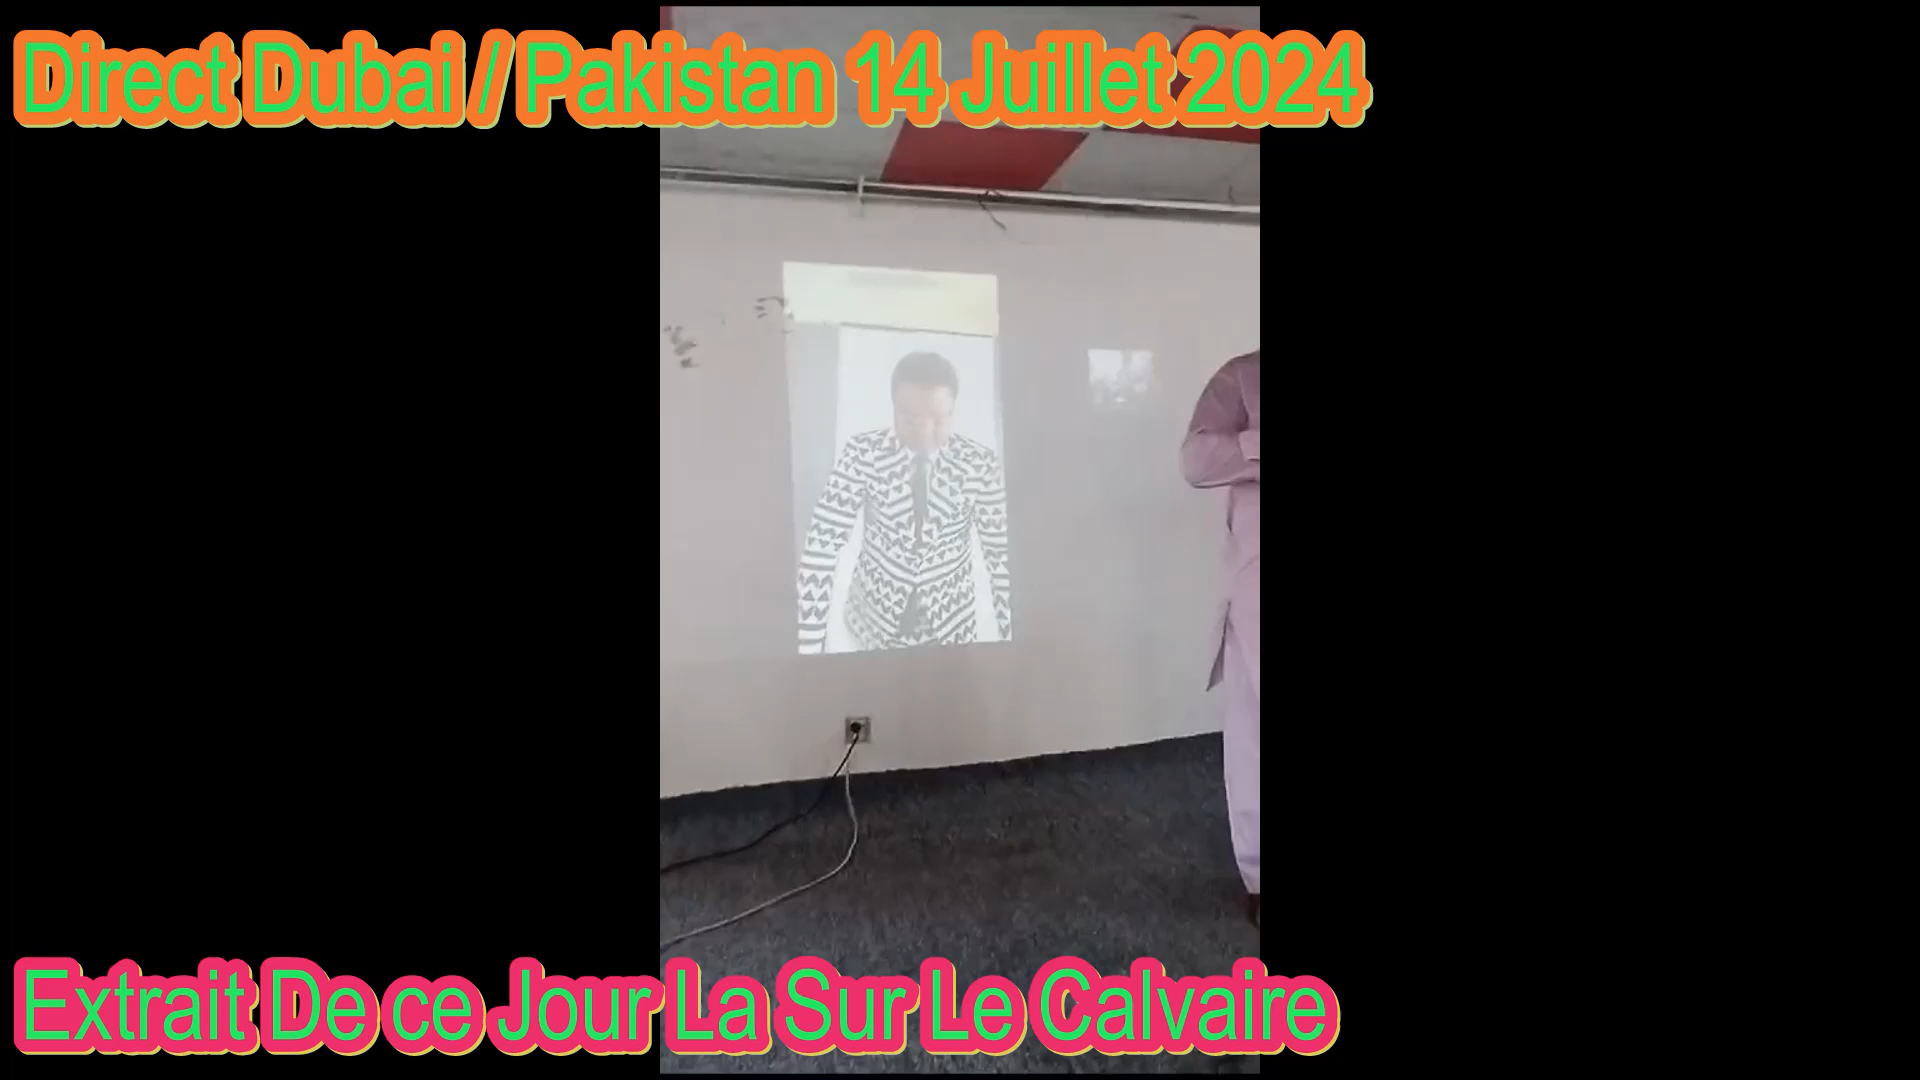 Direct Dubai / Pakistan 14 Juillet 2024
Extrait De ce Jour La Sur Le Calvaire